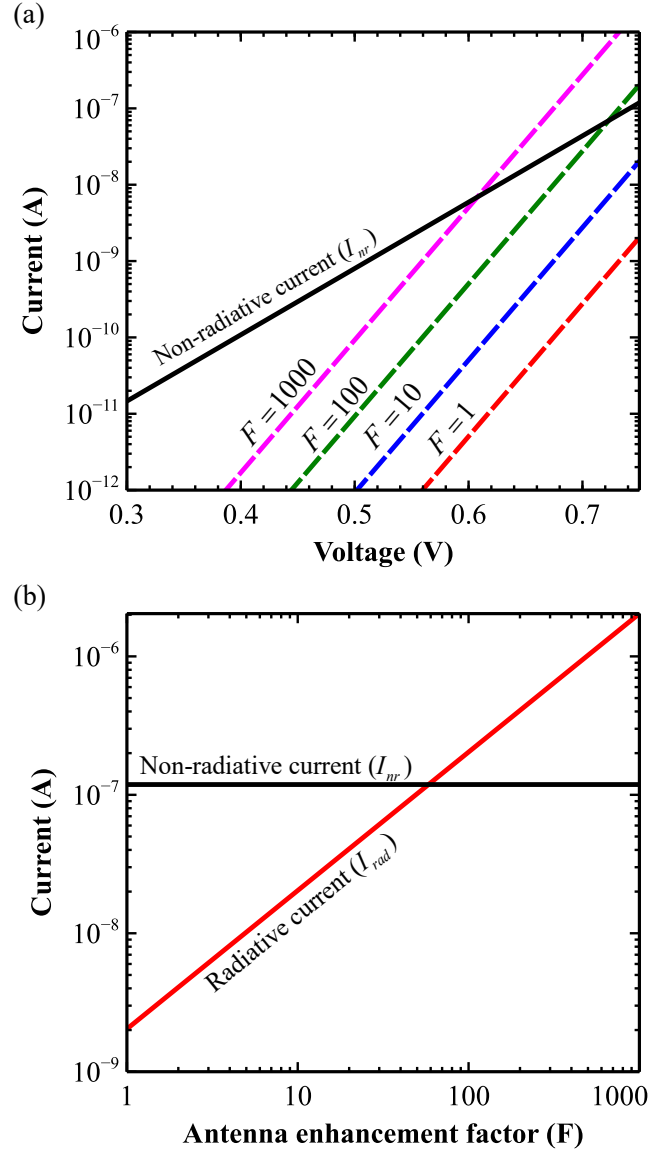 (a)
10⁻⁶
10⁻⁷
10⁻⁸
10⁻⁹
10⁻¹⁰
10⁻¹¹
10⁻¹²
Current (A)
Non-radiative current (I_nr)
F = 1000
F = 100
F = 10
F = 1
0.3 0.4 0.5 0.6 0.7
Voltage (V)
(b)
10⁻⁶
10⁻⁷
10⁻⁸
10⁻⁹
Current (A)
Non-radiative current (I_nr)
Radiative current (I_rad)
1 10 100 1000
Antenna enhancement factor (F)